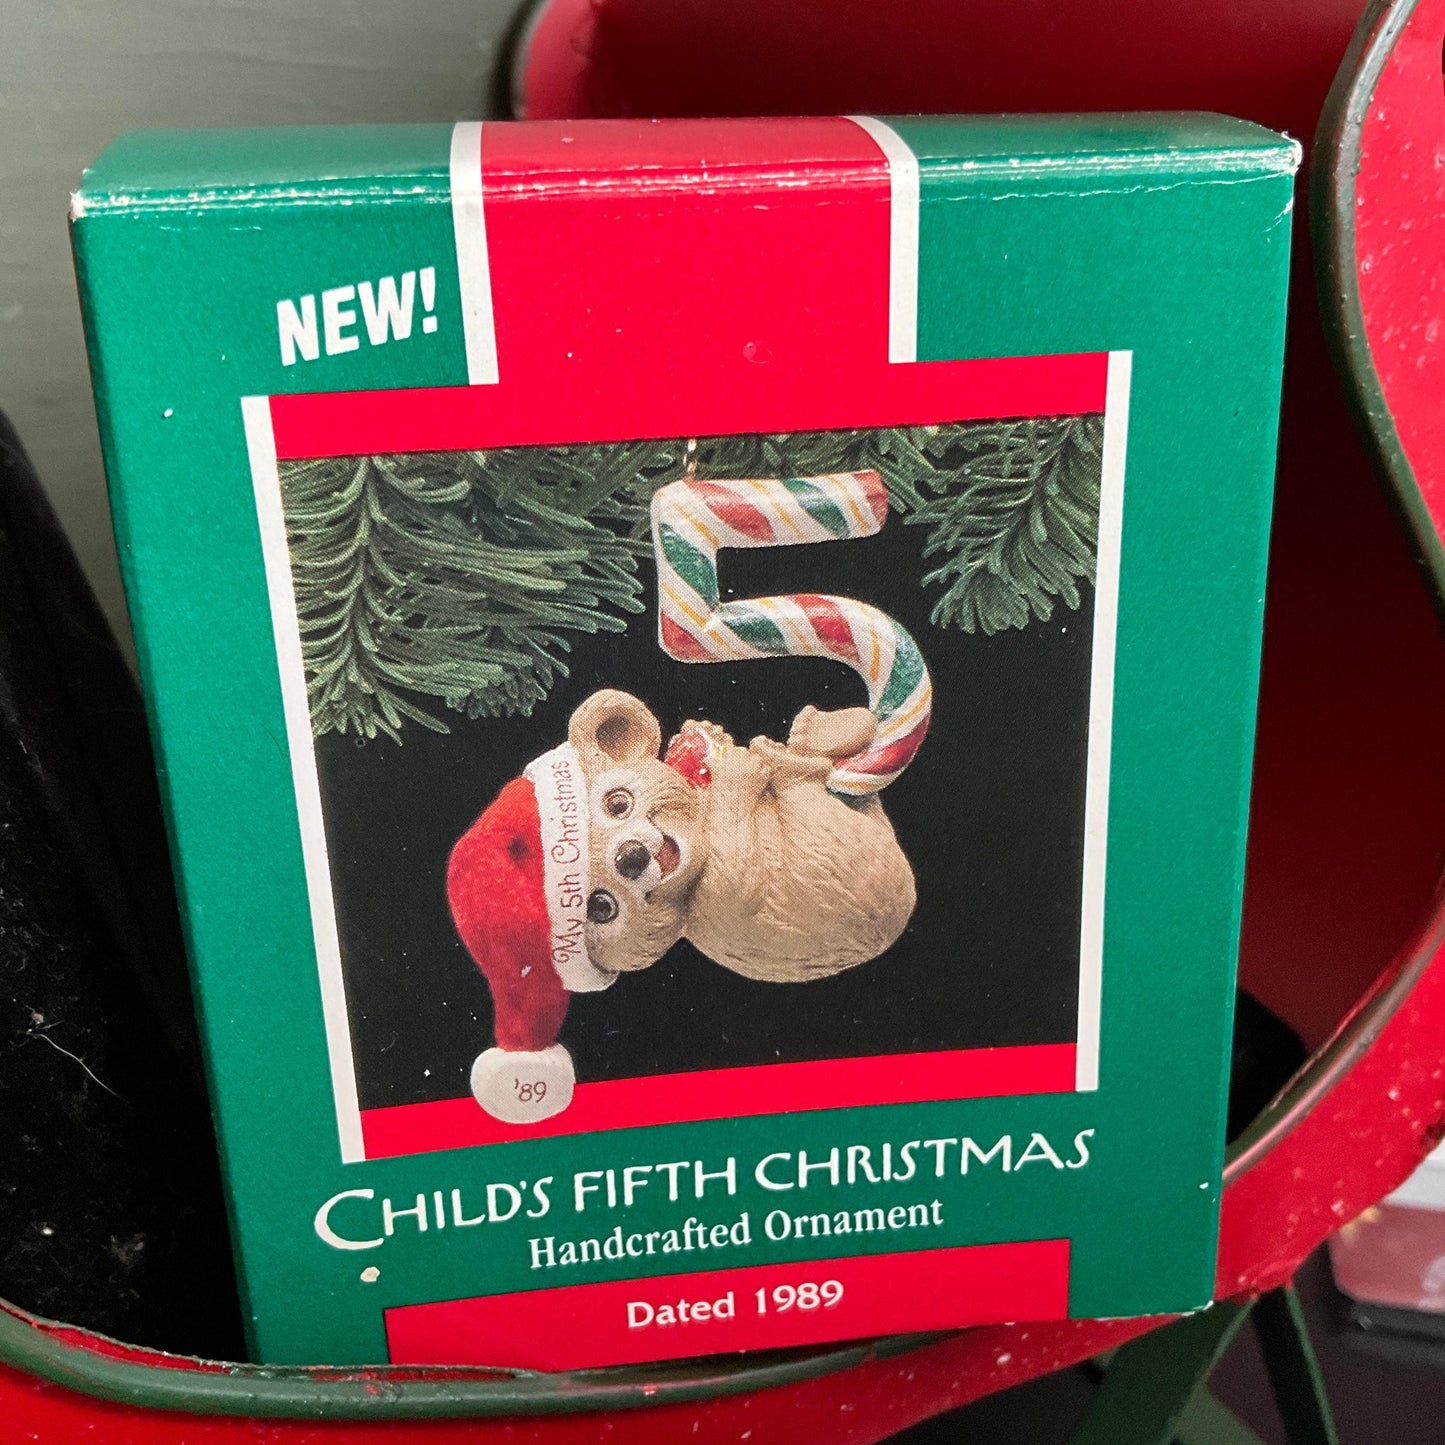 NEW!
My 5th Christmas
'89
CHILD'S FIFTH CHRISTMAS
Handcrafted Ornament
Dated 1989